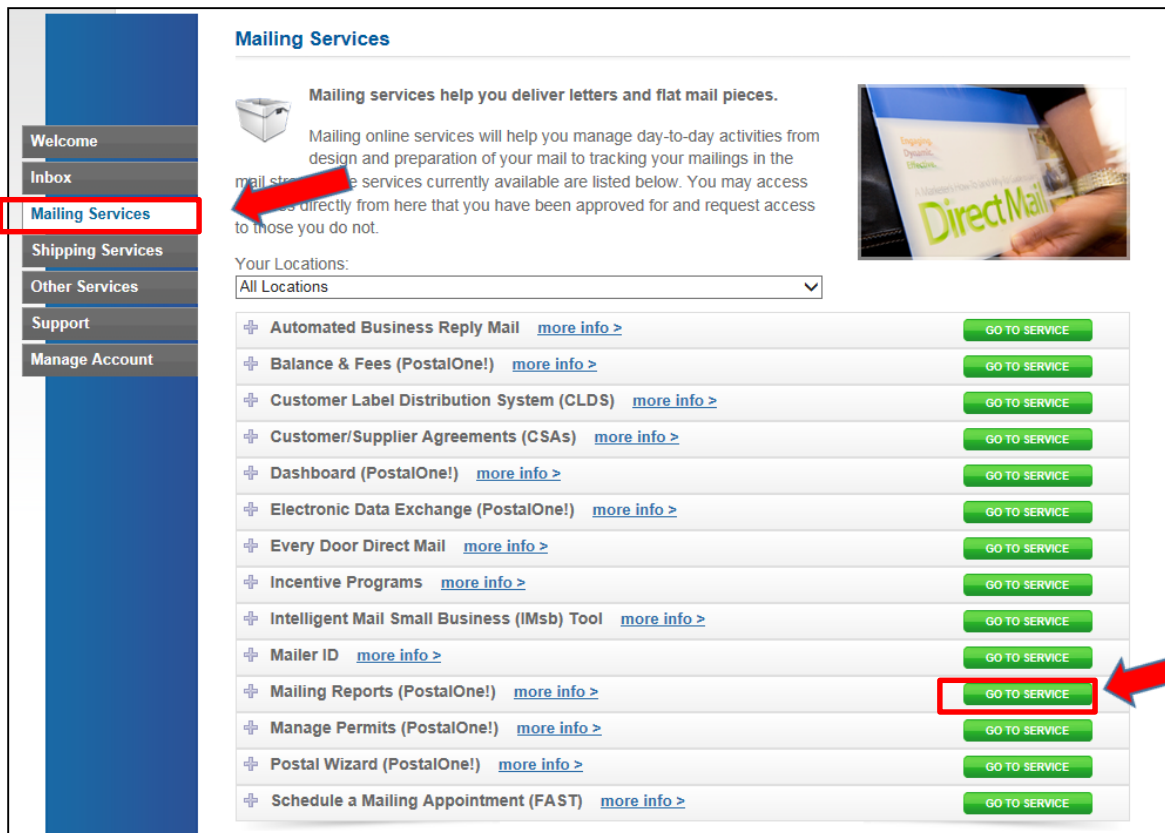 Mailing Services
Mailing services help you deliver letters and flat mail pieces.
Mailing online services will help you manage day-to-day activities from
design and preparation of your mail to tracking your mailings in the
mail services currently available are listed below. You may access
directly from here that you have been approved for and request access
to those you do not.
Engaging.
Dynamic.
Effective.
Direct Mail
Welcome
Inbox
Mailing Services
Shipping Services
Other Services
Support
Manage Account
Your Locations:
All Locations
Automated Business Reply Mail more info > GO TO SERVICE
Balance & Fees (PostalOne!) more info > GO TO SERVICE
Customer Label Distribution System (CLDS) more info > GO TO SERVICE
Customer/Supplier Agreements (CSAs) more info > GO TO SERVICE
Dashboard (PostalOne!) more info > GO TO SERVICE
Electronic Data Exchange (PostalOne!) more info > GO TO SERVICE
Every Door Direct Mail more info > GO TO SERVICE
Incentive Programs more info > GO TO SERVICE
Intelligent Mail Small Business (IMsb) Tool more info > GO TO SERVICE
Mailer ID more info > GO TO SERVICE
Mailing Reports (PostalOne!) more info > GO TO SERVICE
Manage Permits (PostalOne!) more info > GO TO SERVICE
Postal Wizard (PostalOne!) more info > GO TO SERVICE
Schedule a Mailing Appointment (FAST) more info > GO TO SERVICE